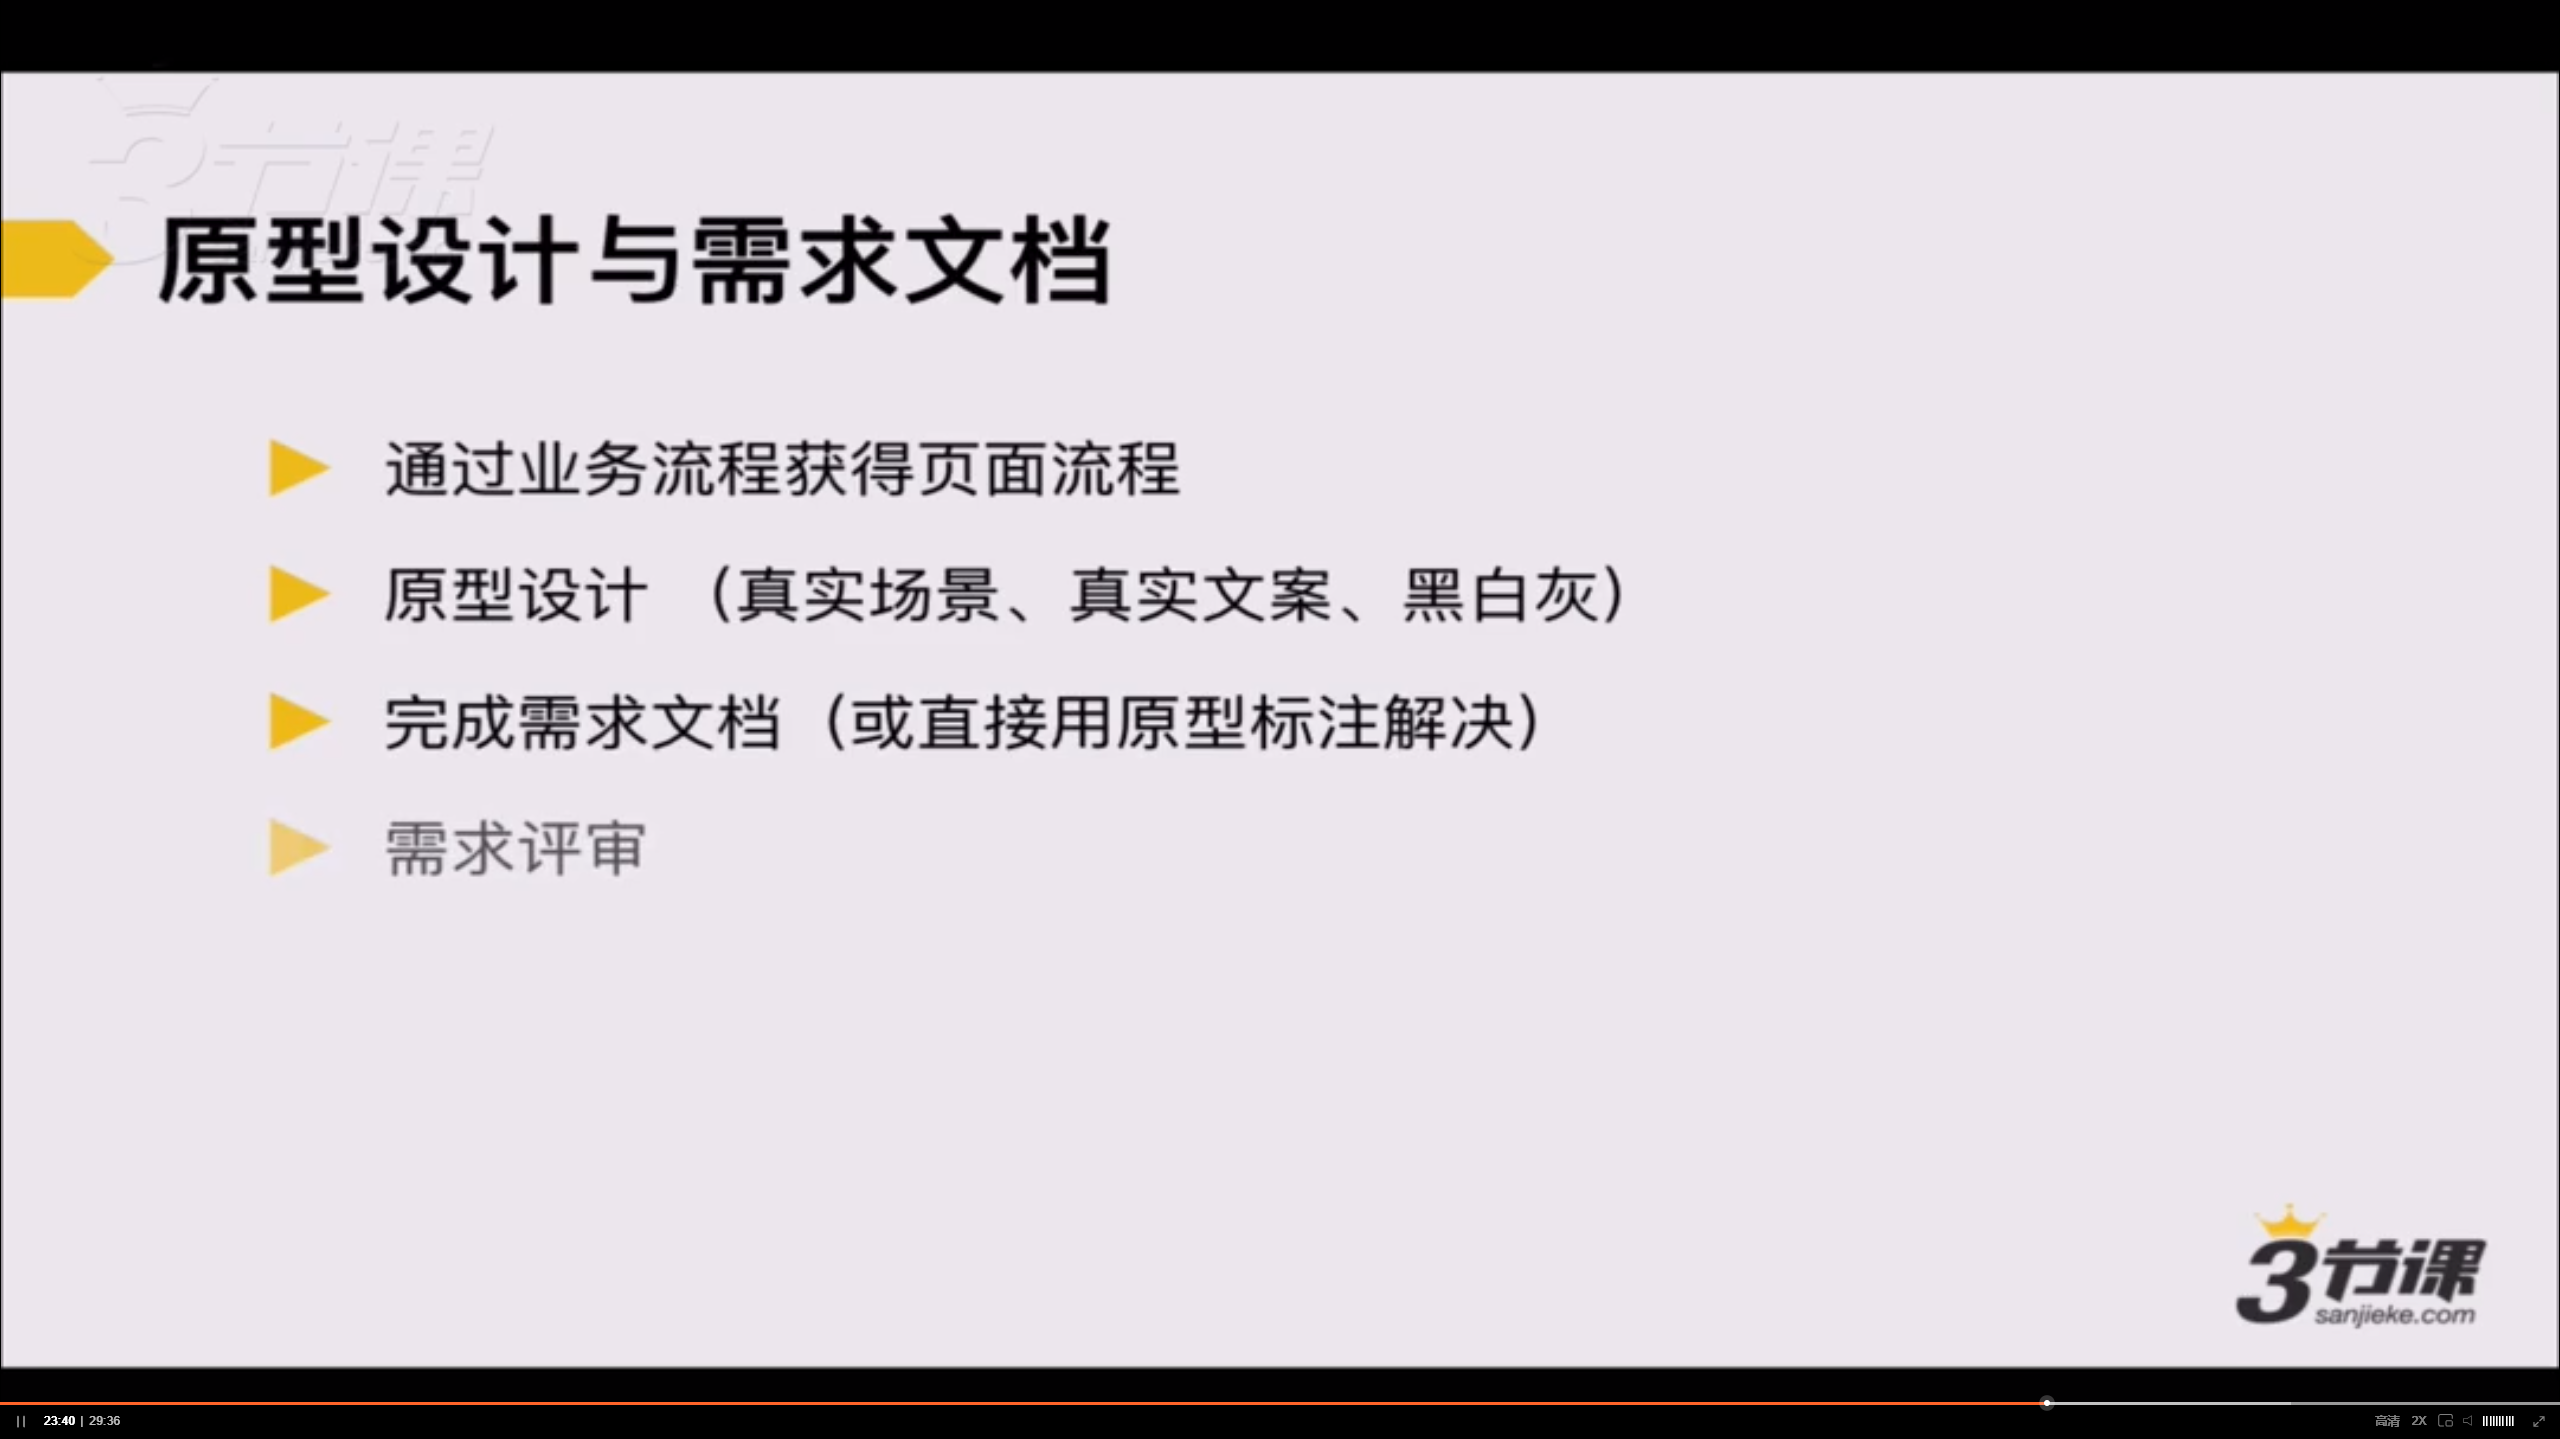 3节课
原型设计与需求文档
通过业务流程获得页面流程
原型设计 （真实场景、真实文案、黑白灰）
完成需求文档（或直接用原型标注解决）
需求评审
3节课
sanjieke.com
23:40 | 29:36
高清 2X